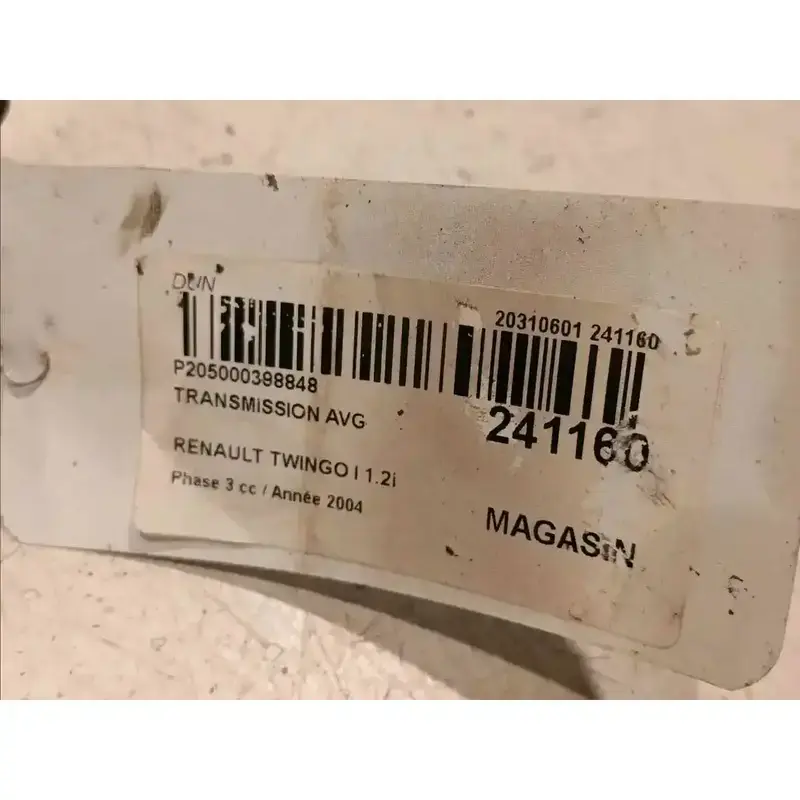 DUN
20310601 241160
P205000398848
241160
TRANSMISSION AVG
RENAULT TWINGO I 1.2i
Phase 3 cc / Année 2004
MAGASIN